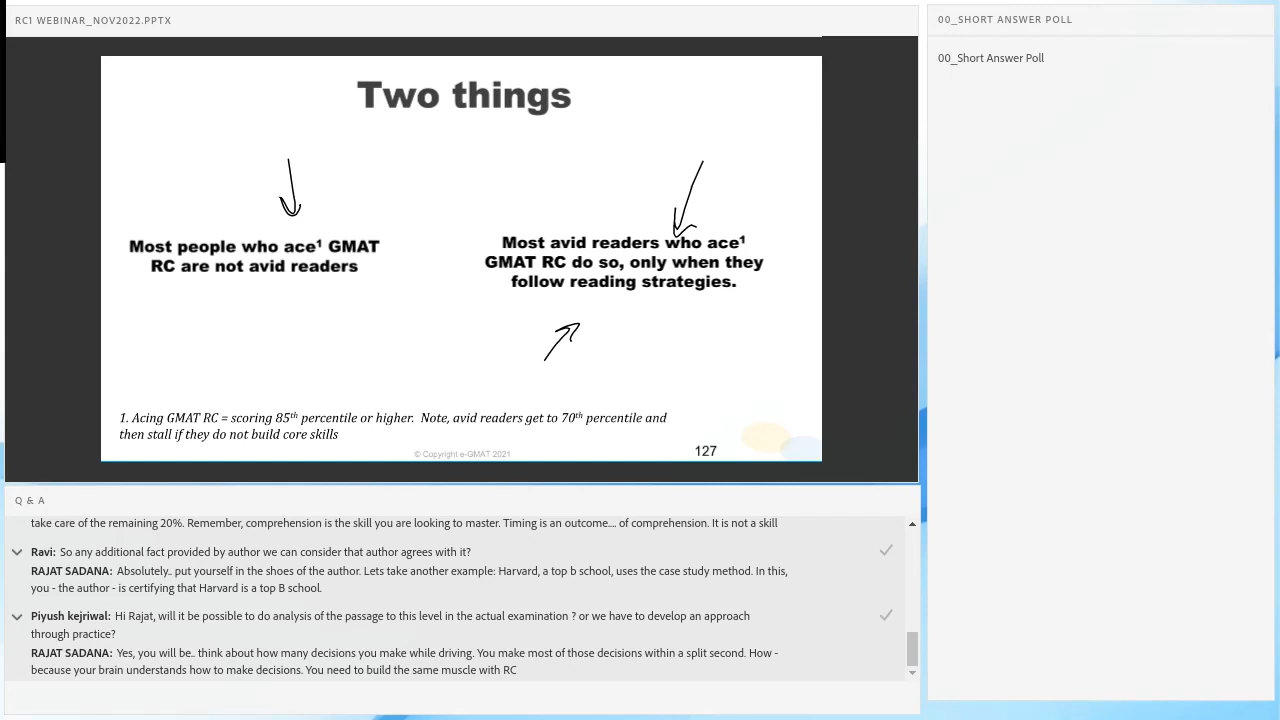 RC1 WEBINAR_NOV2022.PPTX
Two things
Most people who ace¹ GMAT
RC are not avid readers
Most avid readers who ace¹
GMAT RC do so, only when they
follow reading strategies.
1. Acing GMAT RC = scoring 85th percentile or higher. Note, avid readers get to 70th percentile and
then stall if they do not build core skills
© Copyright e-GMAT 2021
127
Q & A
take care of the remaining 20%. Remember, comprehension is the skill you are looking to master. Timing is an outcome.... of comprehension. It is not a skill
Ravi: So any additional fact provided by author we can consider that author agrees with it?
RAJAT SADANA: Absolutely.. put yourself in the shoes of the author. Lets take another example: Harvard, a top b school, uses the case study method. In this,
you - the author - is certifying that Harvard is a top B school.
Piyush kejriwal: Hi Rajat, will it be possible to do analysis of the passage to this level in the actual examination ? or we have to develop an approach
through practice?
RAJAT SADANA: Yes, you will be.. think about how many decisions you make while driving. You make most of those decisions within a split second. How -
because your brain understands how to make decisions. You need to build the same muscle with RC
00_SHORT ANSWER POLL
00_Short Answer Poll